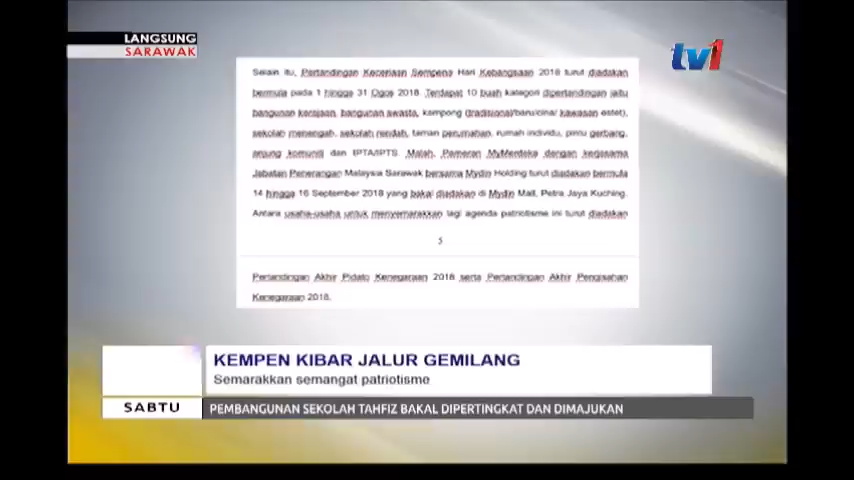 LANGSUNG
SARAWAK
tv1
Selain itu, Pertandingan Keceriaan Sempena Hari Kebangsaan 2018 turut diadakan
bermula pada 1 hingga 31 Ogos 2018. Terdapat 10 buah kategori dipertandingan iaitu
bangunan kerajaan, bangunan swasta, kampong (traditional/baru/cina/ kawasan estet),
sekolah menengah, sekolah rendah, taman perumahan, rumah individu, pintu gerbang,
anjung komuniti dan IPTA/IPTS. Malah, Pameran MyMerdeka dengan kerjasama
Jabatan Penerangan Malaysia Sarawak bersama Mydin Holding turut diadakan bermula
14 hingga 16 September 2018 yang bakal diadakan di Mydin Mall, Petra Jaya Kuching.
Antara usaha-usaha untuk menyemarakkan lagi agenda patriotisme ini turut diadakan
5
Pertandingan Akhir Pidato Kenegaraan 2018 serta Pertandingan Akhir Pengisahan
Kenegaraan 2018.
KEMPEN KIBAR JALUR GEMILANG
Semarakkan semangat patriotisme
SABTU
PEMBANGUNAN SEKOLAH TAHFIZ BAKAL DIPERTINGKAT DAN DIMAJUKAN